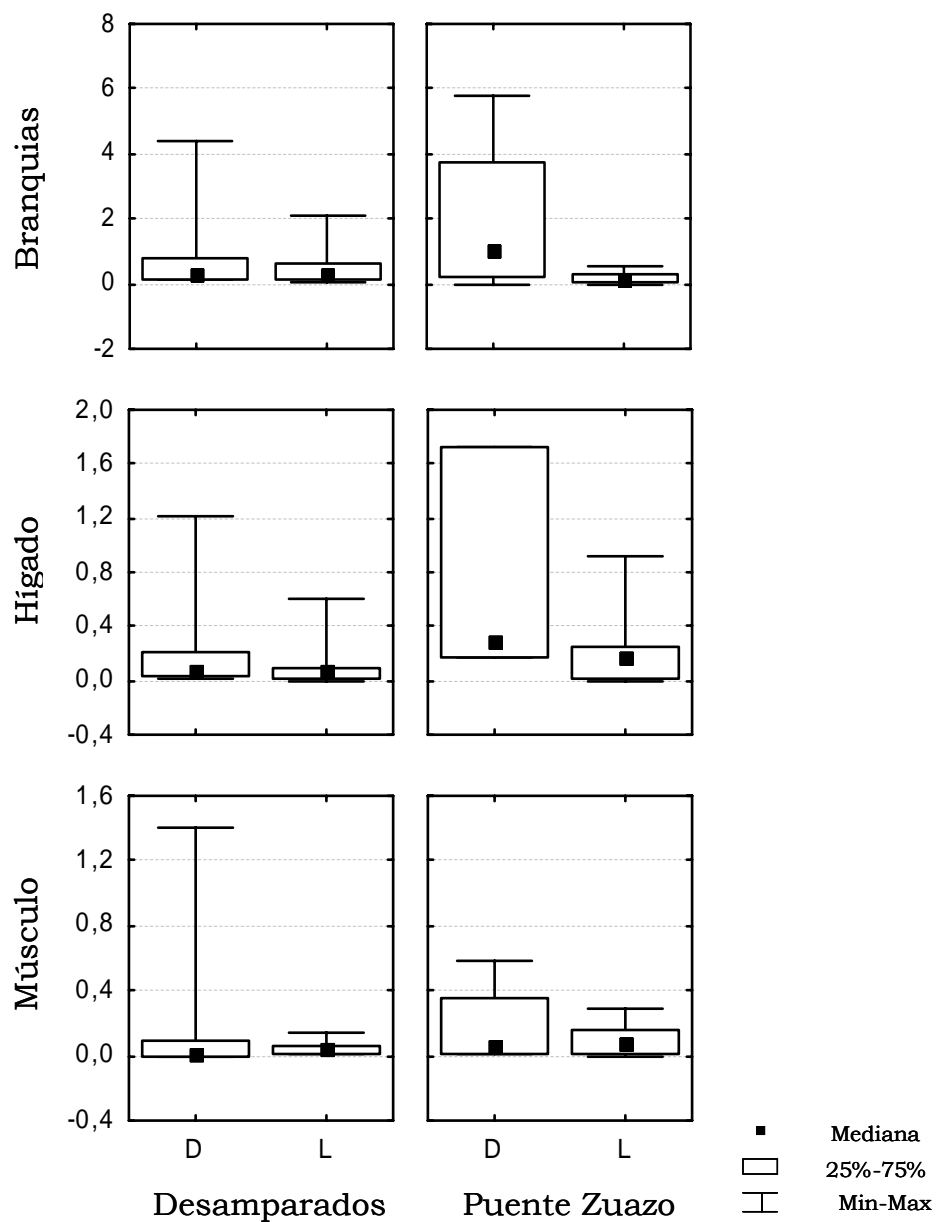 8
6
4
2
0
-2
Branquias
2,0
1,6
1,2
0,8
0,4
0,0
-0,4
Hígado
1,6
1,2
0,8
0,4
0,0
-0,4
Músculo
D L D L
Desamparados Puente Zuazo
Mediana
25%-75%
Min-Max